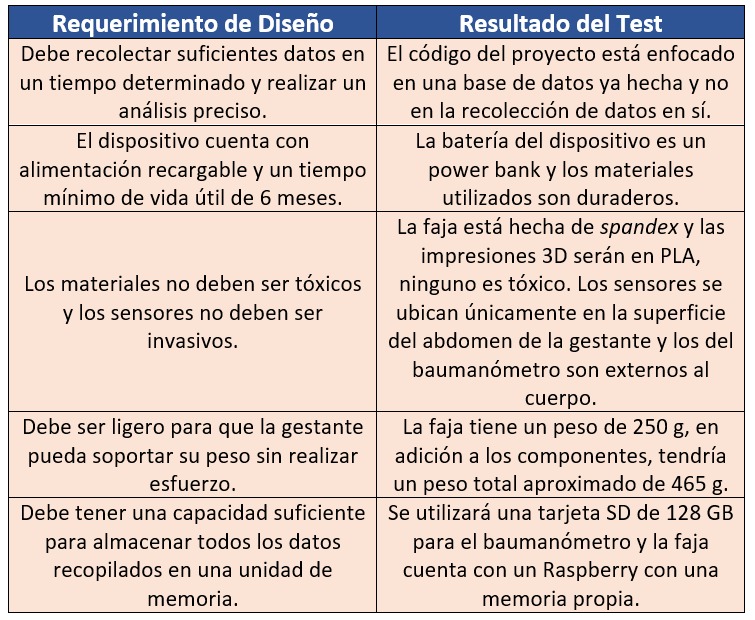 Requerimiento de Diseño
Resultado del Test
Debe recolectar suficientes datos en
un tiempo determinado y realizar un
análisis preciso.
El código del proyecto está enfocado
en una base de datos ya hecha y no
en la recolección de datos en sí.
El dispositivo cuenta con
alimentación recargable y un tiempo
mínimo de vida útil de 6 meses.
La batería del dispositivo es un
power bank y los materiales
utilizados son duraderos.
Los materiales no deben ser tóxicos
y los sensores no deben ser
invasivos.
La faja está hecha de spandex y las
impresiones 3D serán en PLA,
ninguno es tóxico. Los sensores se
ubican únicamente en la superficie
del abdomen de la gestante y los del
baumanómetro son externos al
cuerpo.
Debe ser ligero para que la gestante
pueda soportar su peso sin realizar
esfuerzo.
La faja tiene un peso de 250 g, en
adición a los componentes, tendría
un peso total aproximado de 465 g.
Debe tener una capacidad suficiente
para almacenar todos los datos
recopilados en una unidad de
memoria.
Se utilizará una tarjeta SD de 128 GB
para el baumanómetro y la faja
cuenta con un Raspberry con una
memoria propia.